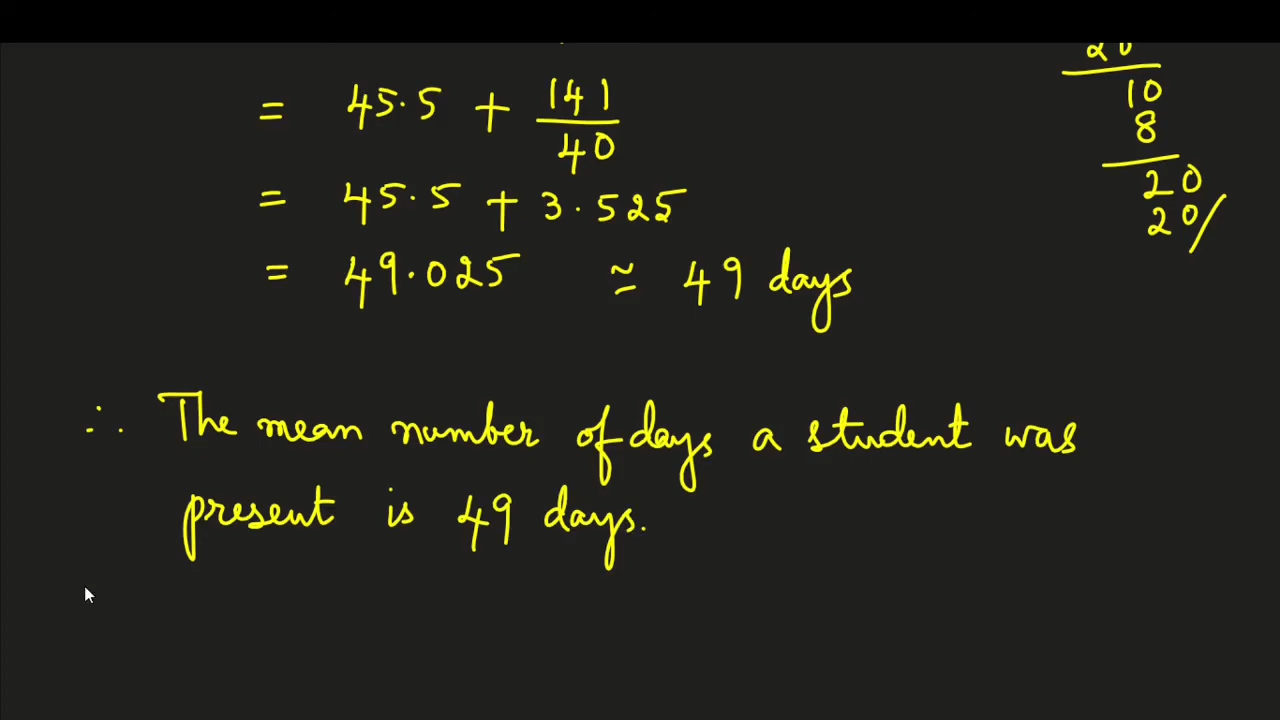 = 45.5 + 141/40
= 45.5 + 3.525
= 49.025 ≃ 49 days
∴ The mean number of days a student was
present is 49 days.
20
10
8
20
20/